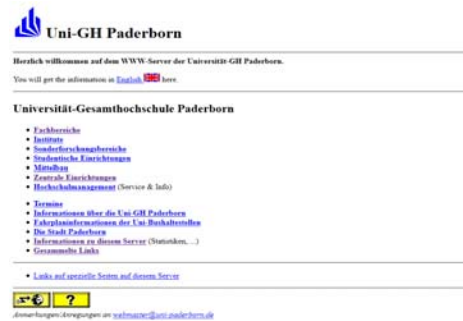 Uni-GH Paderborn
Herzlich willkommen auf dem WWW-Server der Universität-GH Paderborn.
You will get the information in English here.
Universität-Gesamthochschule Paderborn
Fachbereiche
Institute
Sonderforschungsbereiche
Studentische Einrichtungen
Mittelbau
Zentrale Einrichtungen
Hochschulmanagement (Service & Info)
Termine
Informationen über die Uni-GH Paderborn
Fahrplaninformationen der Uni-Bushaltestellen
Die Stadt Paderborn
Informationen zu diesem Server (Statistiken, ...)
Gesammelte Links
Links auf spezielle Seiten auf diesem Server
?
Anmerkungen/Anregungen an webmaster@uni-paderborn.de